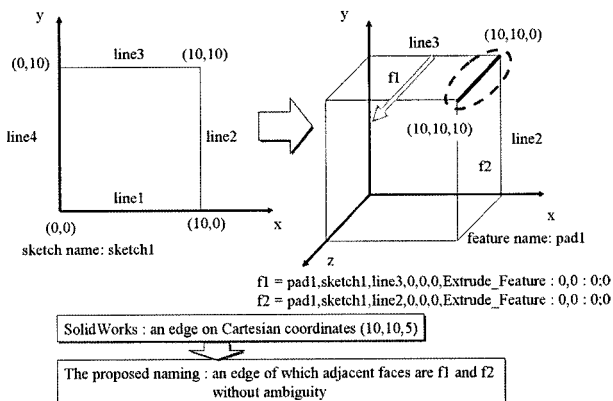 y
line3
(10,10)
(0,10)
line4
line2
line1
(0,0)
(10,0)
x
sketch name: sketch1
y
line3
(10,10,0)
f1
(10,10,10)
line2
f2
x
z
feature name: pad1
f1 = pad1,sketch1,line3,0,0,0,Extrude_Feature : 0,0 : 0;0
f2 = pad1,sketch1,line2,0,0,0,Extrude_Feature : 0,0 : 0;0
SolidWorks : an edge on Cartesian coordinates (10,10,5)
The proposed naming : an edge of which adjacent faces are f1 and f2
without ambiguity